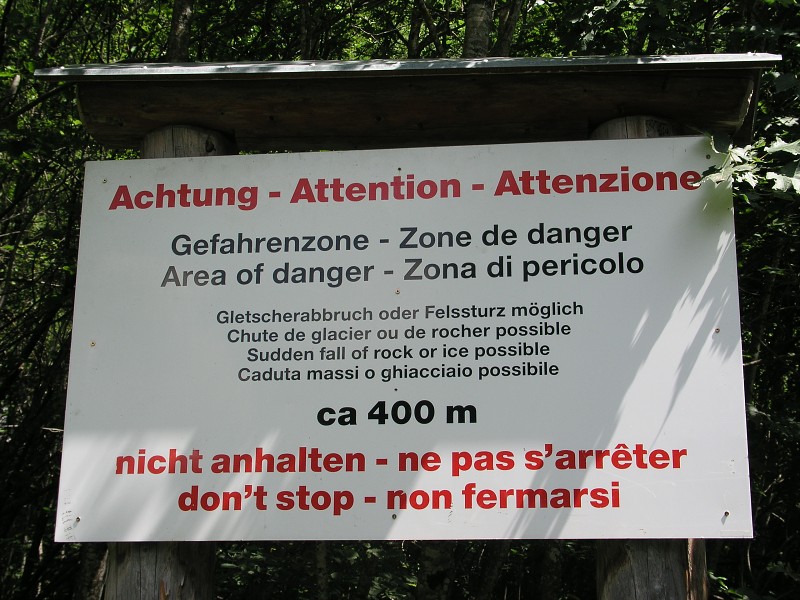 Achtung - Attention - Attenzione
Gefahrenzone - Zone de danger
Area of danger - Zona di pericolo
Gletscherabbruch oder Felssturz möglich
Chute de glacier ou de rocher possible
Sudden fall of rock or ice possible
Caduta massi o ghiacciaio possibile
ca 400 m
nicht anhalten - ne pas s'arrêter
don't stop - non fermarsi